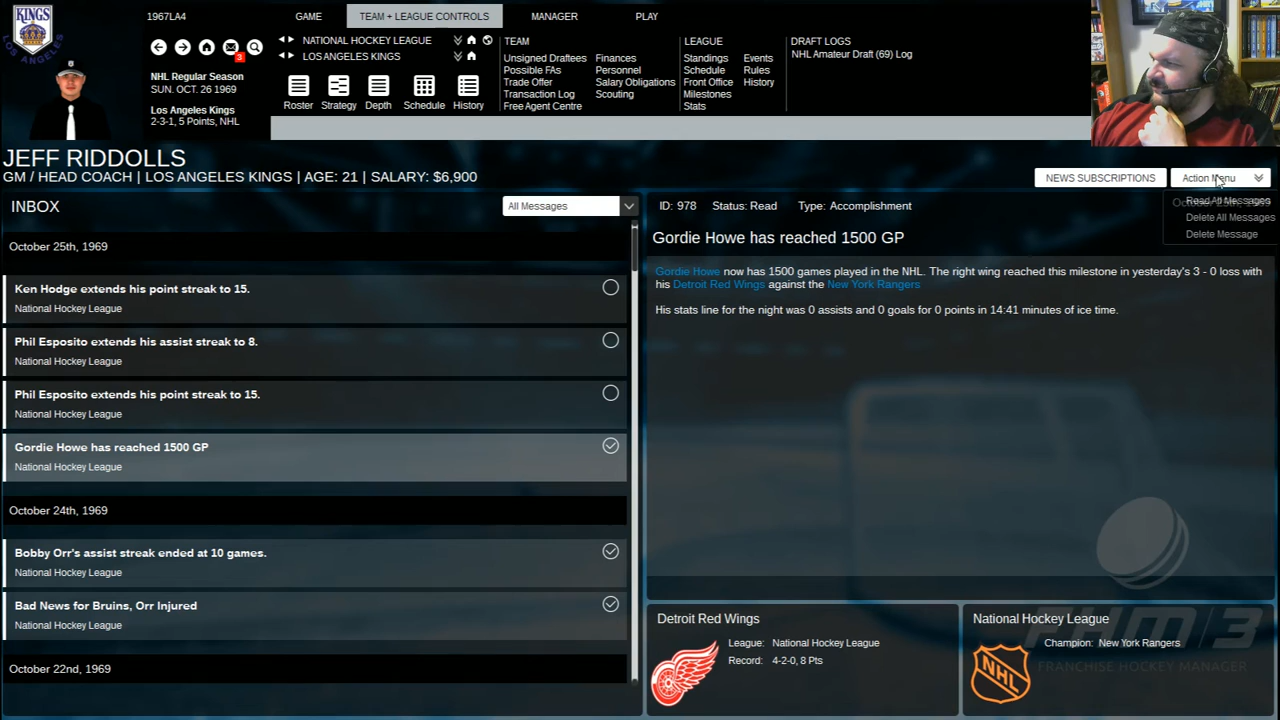 KINGS
LOS ANGELES
1967LA4
GAME
TEAM + LEAGUE CONTROLS
MANAGER
PLAY
3
NHL Regular Season
SUN. OCT. 26 1969
Los Angeles Kings
2-3-1, 5 Points, NHL
NATIONAL HOCKEY LEAGUE
LOS ANGELES KINGS
Roster
Strategy
Depth
Schedule
History
TEAM
Unsigned Draftees
Possible FAs
Trade Offer
Transaction Log
Free Agent Centre
Finances
Personnel
Salary Obligations
Scouting
LEAGUE
Standings
Schedule
Front Office
Milestones
Stats
Events
Rules
History
DRAFT LOGS
NHL Amateur Draft (69) Log
JEFF RIDDOLLS
GM / HEAD COACH | LOS ANGELES KINGS | AGE: 21 | SALARY: $6,900
NEWS SUBSCRIPTIONS
Action Menu
Read All Messages
Delete All Messages
Delete Message
INBOX
All Messages
October 25th, 1969
Ken Hodge extends his point streak to 15.
National Hockey League
Phil Esposito extends his assist streak to 8.
National Hockey League
Phil Esposito extends his point streak to 15.
National Hockey League
Gordie Howe has reached 1500 GP
National Hockey League
October 24th, 1969
Bobby Orr's assist streak ended at 10 games.
National Hockey League
Bad News for Bruins, Orr Injured
National Hockey League
October 22nd, 1969
ID: 978 Status: Read Type: Accomplishment
Gordie Howe has reached 1500 GP
Gordie Howe now has 1500 games played in the NHL. The right wing reached this milestone in yesterday's 3 - 0 loss with
his Detroit Red Wings against the New York Rangers
His stats line for the night was 0 assists and 0 goals for 0 points in 14:41 minutes of ice time.
Detroit Red Wings
League: National Hockey League
Record: 4-2-0, 8 Pts
National Hockey League
Champion: New York Rangers
NHL
FHM|3
FRANCHISE HOCKEY MANAGER